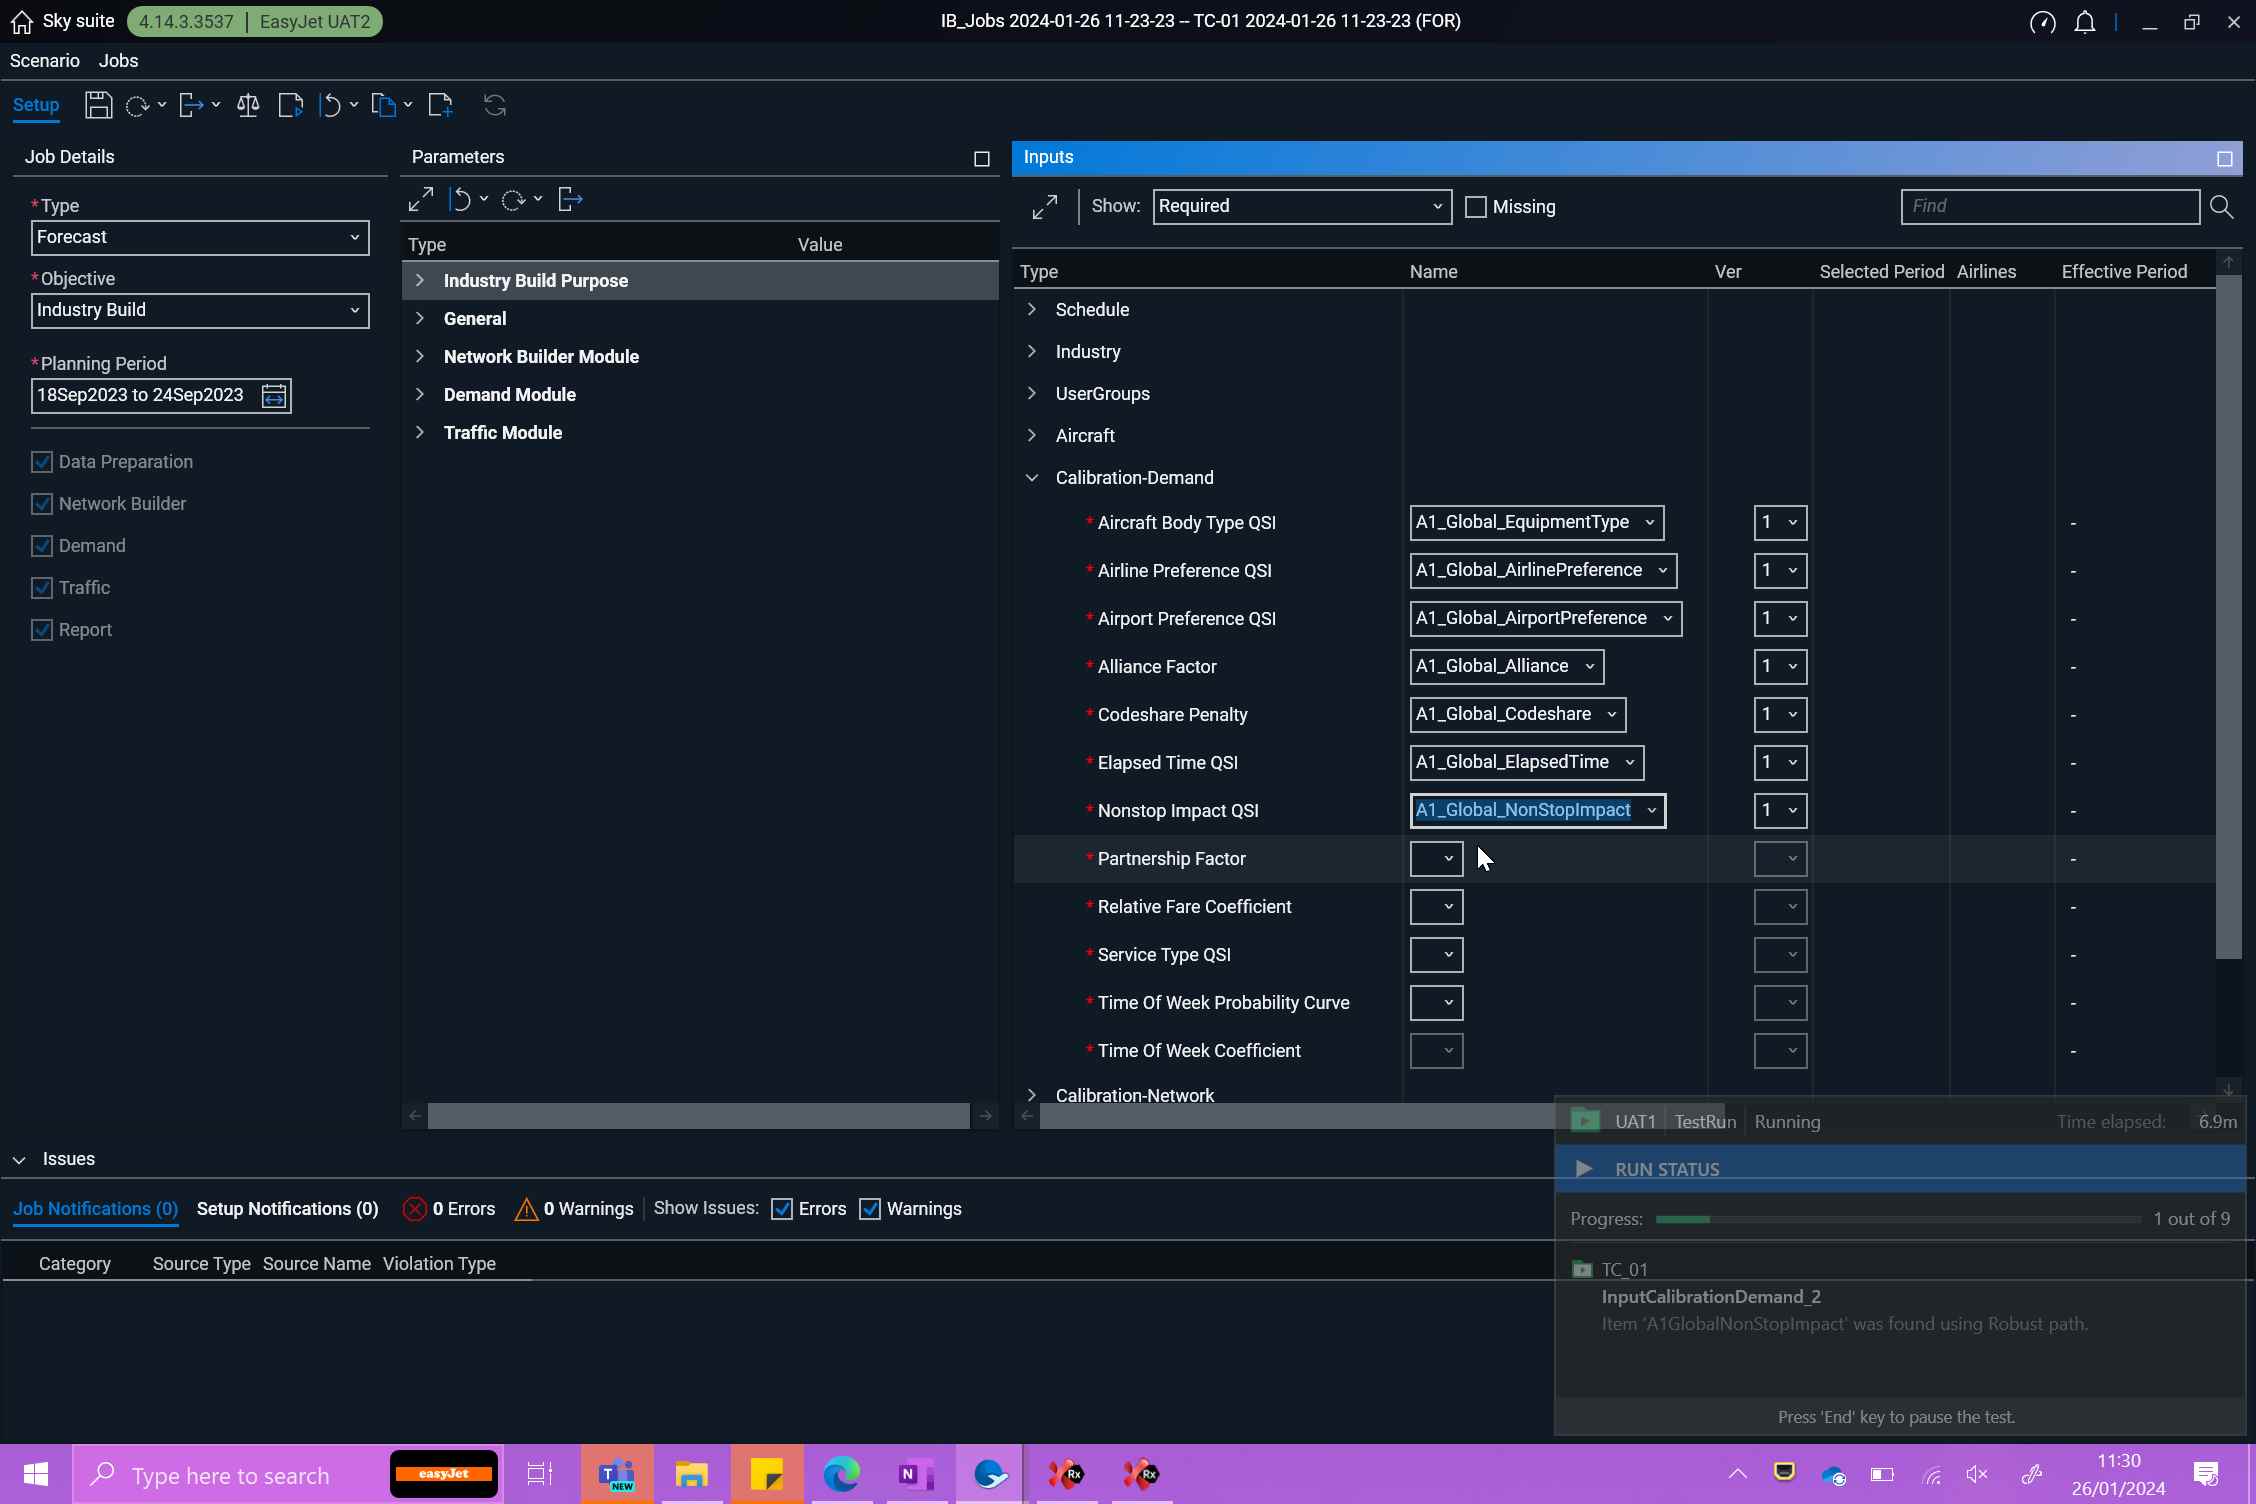 Sky suite 4.14.3.3537 | EasyJet UAT2 IB_Jobs 2024-01-26 11-23-23 -- TC-01 2024-01-26 11-23-23 (FOR)
Scenario Jobs
Setup
Job Details
*Type
Forecast
*Objective
Industry Build
*Planning Period
18Sep2023 to 24Sep2023
Data Preparation
Network Builder
Demand
Traffic
Report
Parameters
Type Value
Industry Build Purpose
General
Network Builder Module
Demand Module
Traffic Module
Inputs
Show: Required Missing Find
Type Name Ver Selected Period Airlines Effective Period
Schedule
Industry
UserGroups
Aircraft
Calibration-Demand
* Aircraft Body Type QSI A1_Global_EquipmentType 1 -
* Airline Preference QSI A1_Global_AirlinePreference 1 -
* Airport Preference QSI A1_Global_AirportPreference 1 -
* Alliance Factor A1_Global_Alliance 1 -
* Codeshare Penalty A1_Global_Codeshare 1 -
* Elapsed Time QSI A1_Global_ElapsedTime 1 -
* Nonstop Impact QSI A1_Global_NonStopImpact 1 -
* Partnership Factor -
* Relative Fare Coefficient -
* Service Type QSI -
* Time Of Week Probability Curve -
* Time Of Week Coefficient -
Calibration-Network
Issues
Job Notifications (0) Setup Notifications (0) 0 Errors 0 Warnings Show Issues: Errors Warnings
Category Source Type Source Name Violation Type
UAT1 TestRun Running Time elapsed: 6.9m
RUN STATUS
Progress: 1 out of 9
TC_01
InputCalibrationDemand_2
Item 'A1GlobalNonStopImpact' was found using Robust path.
Press 'End' key to pause the test.
Type here to search easyJet T NEW N Rx Rx
11:30
26/01/2024